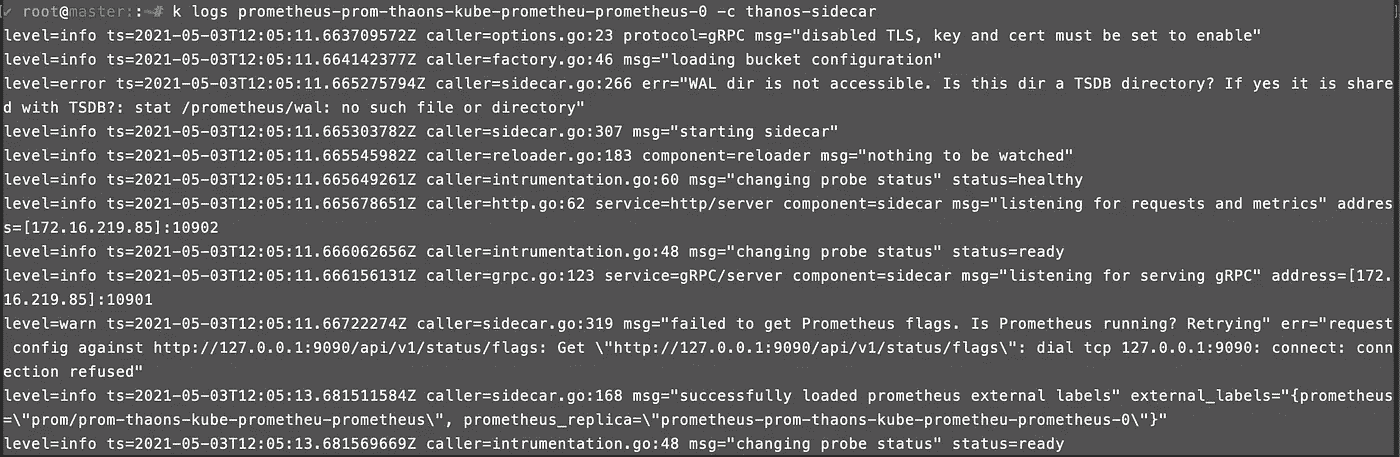 ✓ root@master:~# k logs prometheus-prom-thaons-kube-prometheu-prometheus-0 -c thanos-sidecar
level=info ts=2021-05-03T12:05:11.663709572Z caller=options.go:23 protocol=gRPC msg="disabled TLS, key and cert must be set to enable"
level=info ts=2021-05-03T12:05:11.664142377Z caller=factory.go:46 msg="loading bucket configuration"
level=error ts=2021-05-03T12:05:11.665275794Z caller=sidecar.go:266 err="WAL dir is not accessible. Is this dir a TSDB directory? If yes it is share
d with TSDB?: stat /prometheus/wal: no such file or directory"
level=info ts=2021-05-03T12:05:11.665303782Z caller=sidecar.go:307 msg="starting sidecar"
level=info ts=2021-05-03T12:05:11.665545982Z caller=reloader.go:183 component=reloader msg="nothing to be watched"
level=info ts=2021-05-03T12:05:11.665649261Z caller=intrumentation.go:60 msg="changing probe status" status=healthy
level=info ts=2021-05-03T12:05:11.665678651Z caller=http.go:62 service=http/server component=sidecar msg="listening for requests and metrics" addres
s=[172.16.219.85]:10902
level=info ts=2021-05-03T12:05:11.666062656Z caller=intrumentation.go:48 msg="changing probe status" status=ready
level=info ts=2021-05-03T12:05:11.666156131Z caller=grpc.go:123 service=gRPC/server component=sidecar msg="listening for serving gRPC" address=[172.
16.219.85]:10901
level=warn ts=2021-05-03T12:05:11.66722274Z caller=sidecar.go:319 msg="failed to get Prometheus flags. Is Prometheus running? Retrying" err="request
 config against http://127.0.0.1:9090/api/v1/status/flags: Get \"http://127.0.0.1:9090/api/v1/status/flags\": dial tcp 127.0.0.1:9090: connect: conn
ection refused"
level=info ts=2021-05-03T12:05:13.681511584Z caller=sidecar.go:168 msg="successfully loaded prometheus external labels" external_labels="{prometheus
=\"prom/prom-thaons-kube-prometheu-prometheus\", prometheus_replica=\"prometheus-prom-thaons-kube-prometheu-prometheus-0\"}"
level=info ts=2021-05-03T12:05:13.681569669Z caller=intrumentation.go:48 msg="changing probe status" status=ready